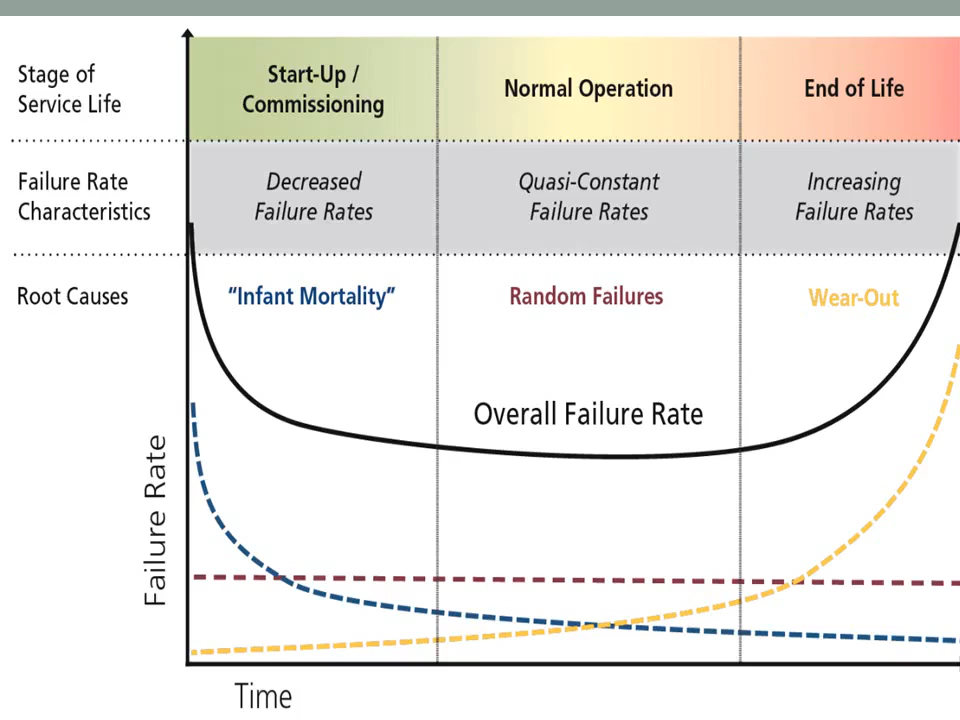 Stage of
Service Life
Start-Up /
Commissioning
Normal Operation
End of Life
Failure Rate
Characteristics
Decreased
Failure Rates
Quasi-Constant
Failure Rates
Increasing
Failure Rates
Root Causes
“Infant Mortality”
Random Failures
Wear-Out
Overall Failure Rate
Failure Rate
Time